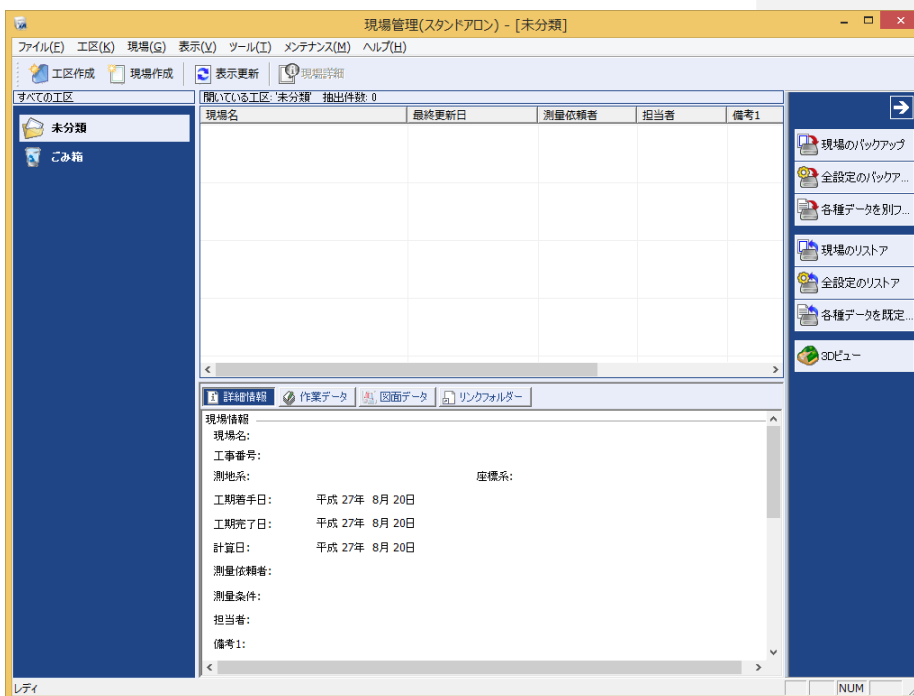 現場管理(スタンドアロン) - [未分類]
ファイル(F) 工区(K) 現場(G) 表示(V) ツール(T) メンテナンス(M) ヘルプ(H)
工区作成 現場作成 表示更新 現場詳細
すべての工区
開いている工区: '未分類' 抽出件数: 0
未分類
ごみ箱
現場名 最終更新日 測量依頼者 担当者 備考1
現場のバックアップ
全設定のバックア...
各種データを別フ...
現場のリストア
全設定のリストア
各種データを既定...
3Dビュー
詳細情報 作業データ 図面データ リンクフォルダー
現場情報
現場名:
工事番号:
測地系: 座標系:
工期着手日: 平成 27年 8月 20日
工期完了日: 平成 27年 8月 20日
計算日: 平成 27年 8月 20日
測量依頼者:
測量条件:
担当者:
備考1:
レディ NUM